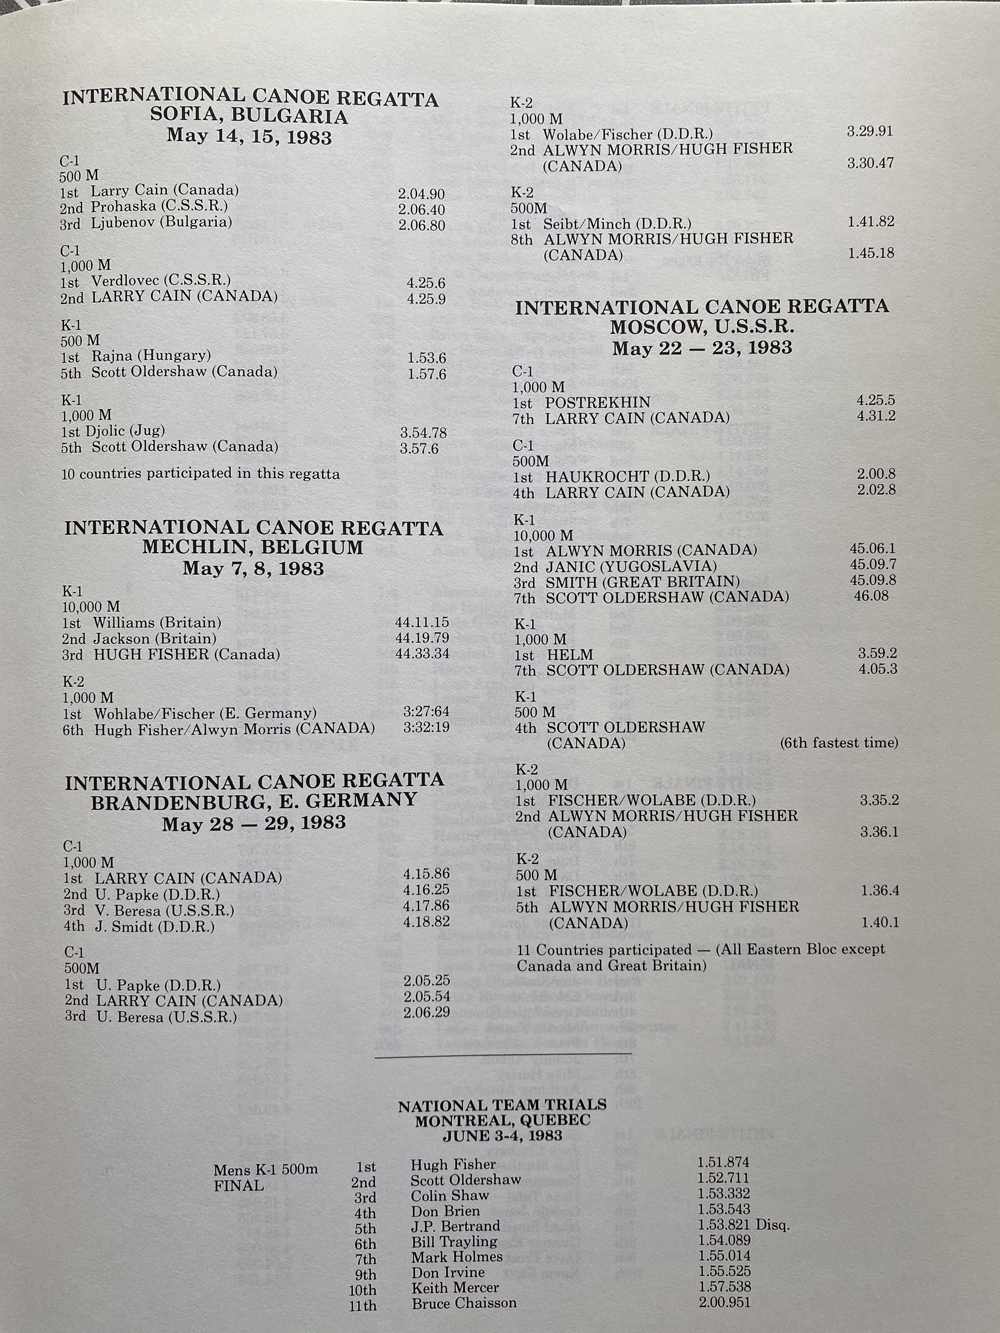 INTERNATIONAL CANOE REGATTA
SOFIA, BULGARIA
May 14, 15, 1983
C-1
500 M
1st Larry Cain (Canada) 2.04.90
2nd Prohaska (C.S.S.R.) 2.06.40
3rd Ljubenov (Bulgaria) 2.06.80
C-1
1,000 M
1st Verdlovec (C.S.S.R.) 4.25.6
2nd LARRY CAIN (CANADA) 4.25.9
K-1
500 M
1st Rajna (Hungary) 1.53.6
5th Scott Oldershaw (Canada) 1.57.6
K-1
1,000 M
1st Djolic (Jug) 3.54.78
5th Scott Oldershaw (Canada) 3.57.6
10 countries participated in this regatta
INTERNATIONAL CANOE REGATTA
MECHLIN, BELGIUM
May 7, 8, 1983
K-1
10,000 M
1st Williams (Britain) 44.11.15
2nd Jackson (Britain) 44.19.79
3rd HUGH FISHER (Canada) 44.33.34
K-2
1,000 M
1st Wohlabe/Fischer (E. Germany) 3:27:64
6th Hugh Fisher/Alwyn Morris (CANADA) 3:32:19
INTERNATIONAL CANOE REGATTA
BRANDENBURG, E. GERMANY
May 28 — 29, 1983
C-1
1,000 M
1st LARRY CAIN (CANADA) 4.15.86
2nd U. Papke (D.D.R.) 4.16.25
3rd V. Beresa (U.S.S.R.) 4.17.86
4th J. Smidt (D.D.R.) 4.18.82
C-1
500M
1st U. Papke (D.D.R.) 2.05.25
2nd LARRY CAIN (CANADA) 2.05.54
3rd U. Beresa (U.S.S.R.) 2.06.29
K-2
1,000 M
1st Wolabe/Fischer (D.D.R.) 3.29.91
2nd ALWYN MORRIS/HUGH FISHER
(CANADA) 3.30.47
K-2
500M
1st Seibt/Minch (D.D.R.) 1.41.82
8th ALWYN MORRIS/HUGH FISHER
(CANADA) 1.45.18
INTERNATIONAL CANOE REGATTA
MOSCOW, U.S.S.R.
May 22 — 23, 1983
C-1
1,000 M
1st POSTREKHIN 4.25.5
7th LARRY CAIN (CANADA) 4.31.2
C-1
500M
1st HAUKROCHT (D.D.R.) 2.00.8
4th LARRY CAIN (CANADA) 2.02.8
K-1
10,000 M
1st ALWYN MORRIS (CANADA) 45.06.1
2nd JANIC (YUGOSLAVIA) 45.09.7
3rd SMITH (GREAT BRITAIN) 45.09.8
7th SCOTT OLDERSHAW (CANADA) 46.08
K-1
1,000 M
1st HELM 3.59.2
7th SCOTT OLDERSHAW (CANADA) 4.05.3
K-1
500 M
4th SCOTT OLDERSHAW
(CANADA) (6th fastest time)
K-2
1,000 M
1st FISCHER/WOLABE (D.D.R.) 3.35.2
2nd ALWYN MORRIS/HUGH FISHER
(CANADA) 3.36.1
K-2
500 M
1st FISCHER/WOLABE (D.D.R.) 1.36.4
5th ALWYN MORRIS/HUGH FISHER
(CANADA) 1.40.1
11 Countries participated — (All Eastern Bloc except
Canada and Great Britain)
NATIONAL TEAM TRIALS
MONTREAL, QUEBEC
JUNE 3-4, 1983
Mens K-1 500m 1st Hugh Fisher 1.51.874
FINAL 2nd Scott Oldershaw 1.52.711
3rd Colin Shaw 1.53.332
4th Don Brien 1.53.543
5th J.P. Bertrand 1.53.821 Disq.
6th Bill Trayling 1.54.089
7th Mark Holmes 1.55.014
9th Don Irvine 1.55.525
10th Keith Mercer 1.57.538
11th Bruce Chaisson 2.00.951